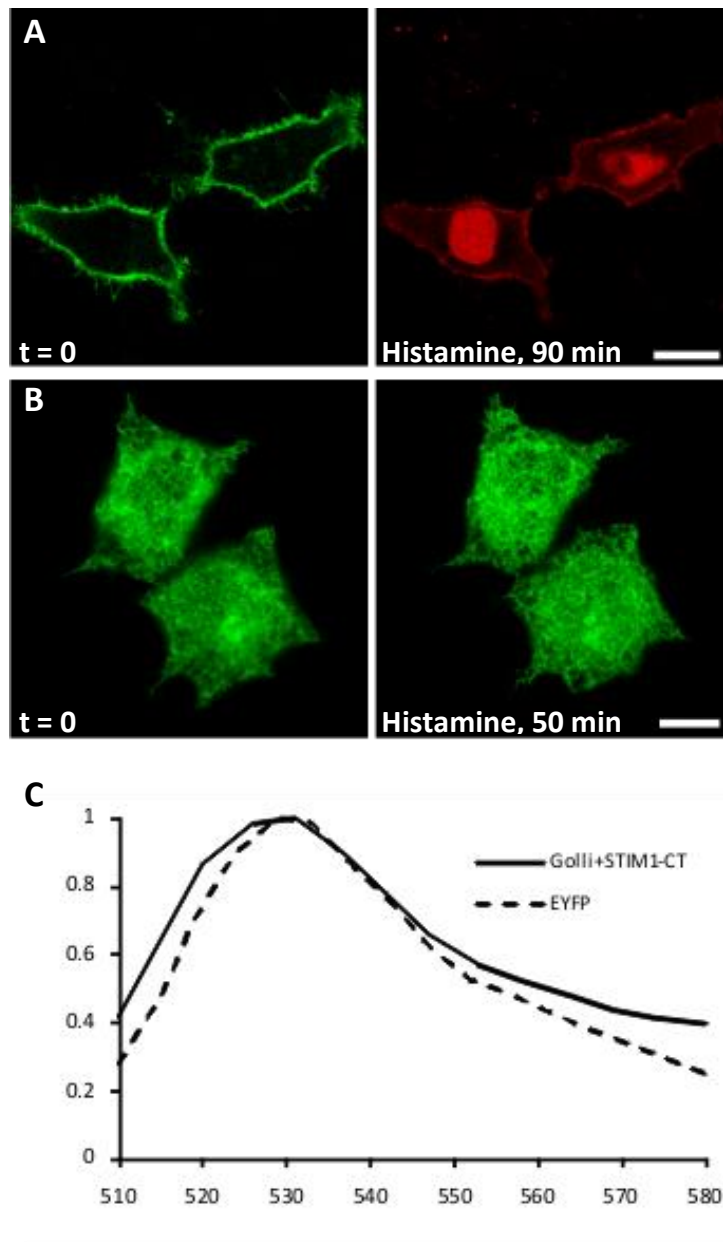 A
t = 0
Histamine, 90 min
B
t = 0
Histamine, 50 min
C
1
0.8
0.6
0.4
0.2
0
Golli+STIM1-CT
EYFP
510 520 530 540 550 560 570 580